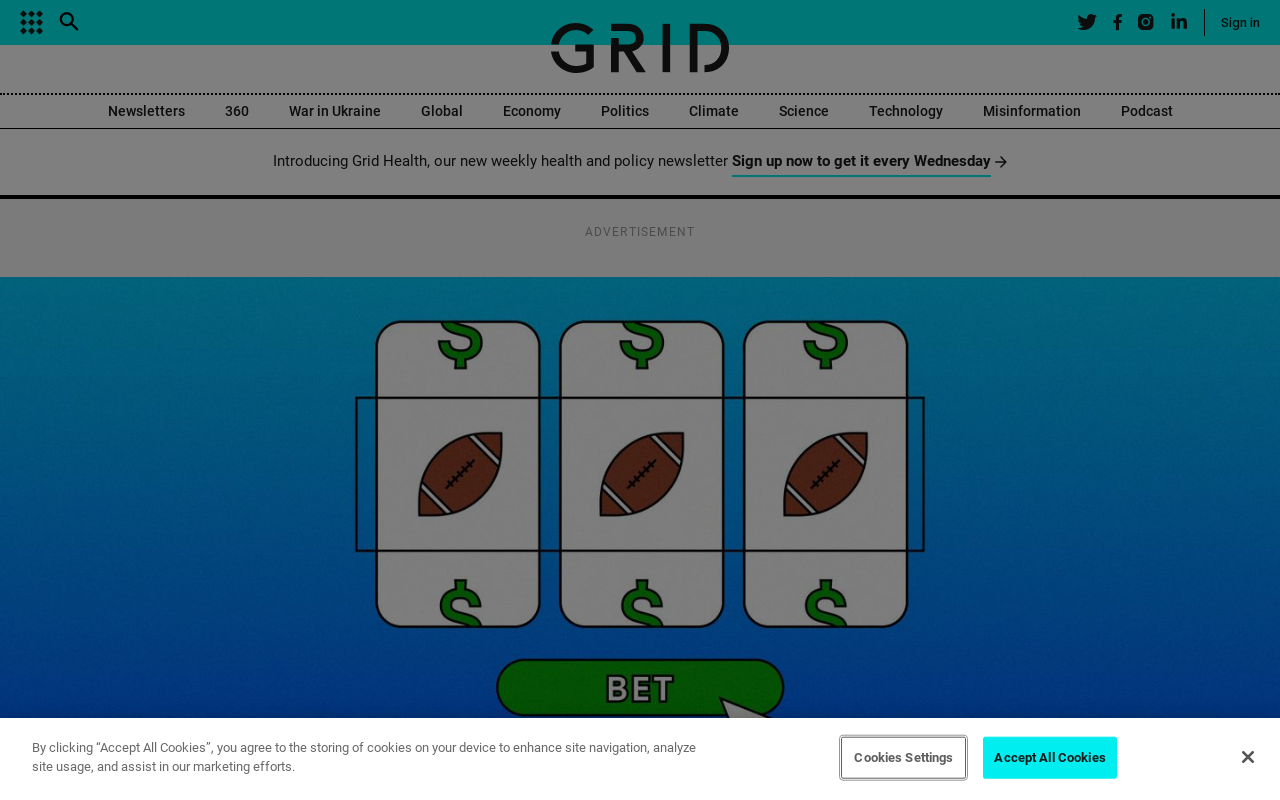 GRID
Sign in
Newsletters 360 War in Ukraine Global Economy Politics Climate Science Technology Misinformation Podcast
Introducing Grid Health, our new weekly health and policy newsletter Sign up now to get it every Wednesday
ADVERTISEMENT
$ $ $
$ $ $
BET
By clicking “Accept All Cookies”, you agree to the storing of cookies on your device to enhance site navigation, analyze
site usage, and assist in our marketing efforts.
Cookies Settings
Accept All Cookies